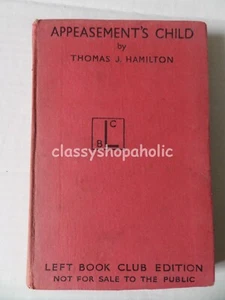 APPEASEMENT'S CHILD
by
THOMAS J. HAMILTON
C
L
B
classyshopaholic
LEFT BOOK CLUB EDITION
NOT FOR SALE TO THE PUBLIC